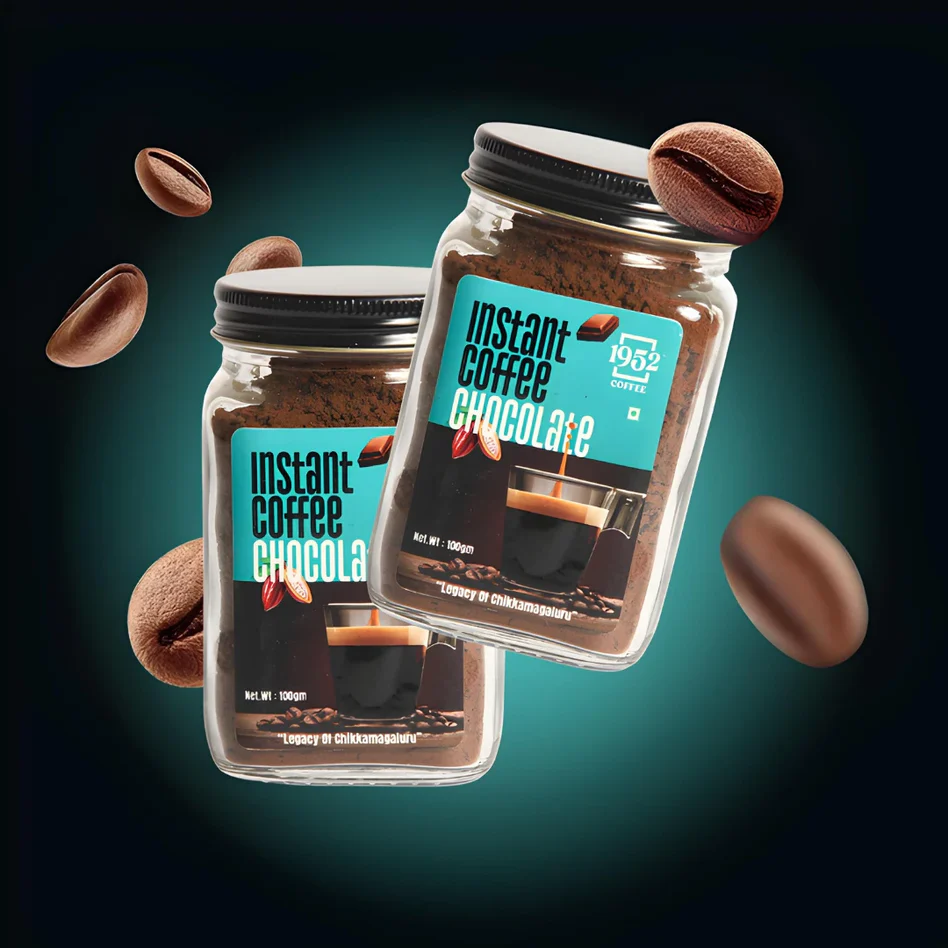 Instant
Coffee
CHOCOLATE
1952
COFFEE
Net.Wt : 100gm
"Legacy Of Chikkamagaluru"
Instant
Coffee
CHOCOLA
Net.Wt : 100gm
"Legacy Of Chikkamagaluru"